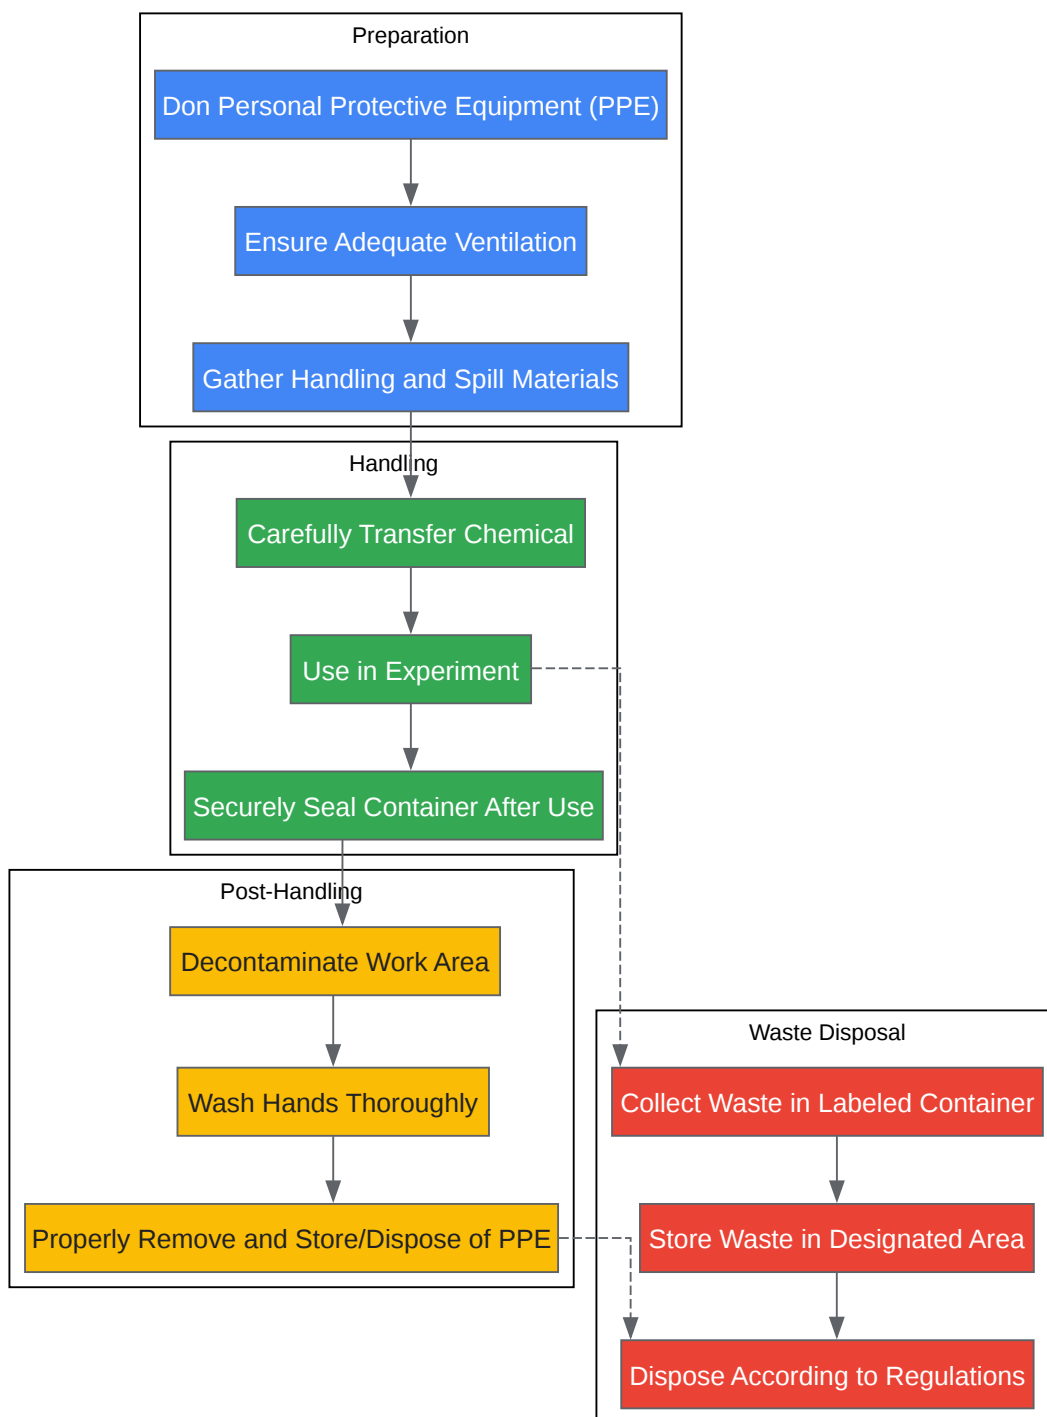 Preparation
Don Personal Protective Equipment (PPE)
Ensure Adequate Ventilation
Gather Handling and Spill Materials
Handling
Carefully Transfer Chemical
Use in Experiment
Securely Seal Container After Use
Post-Handling
Decontaminate Work Area
Wash Hands Thoroughly
Properly Remove and Store/Dispose of PPE
Waste Disposal
Collect Waste in Labeled Container
Store Waste in Designated Area
Dispose According to Regulations